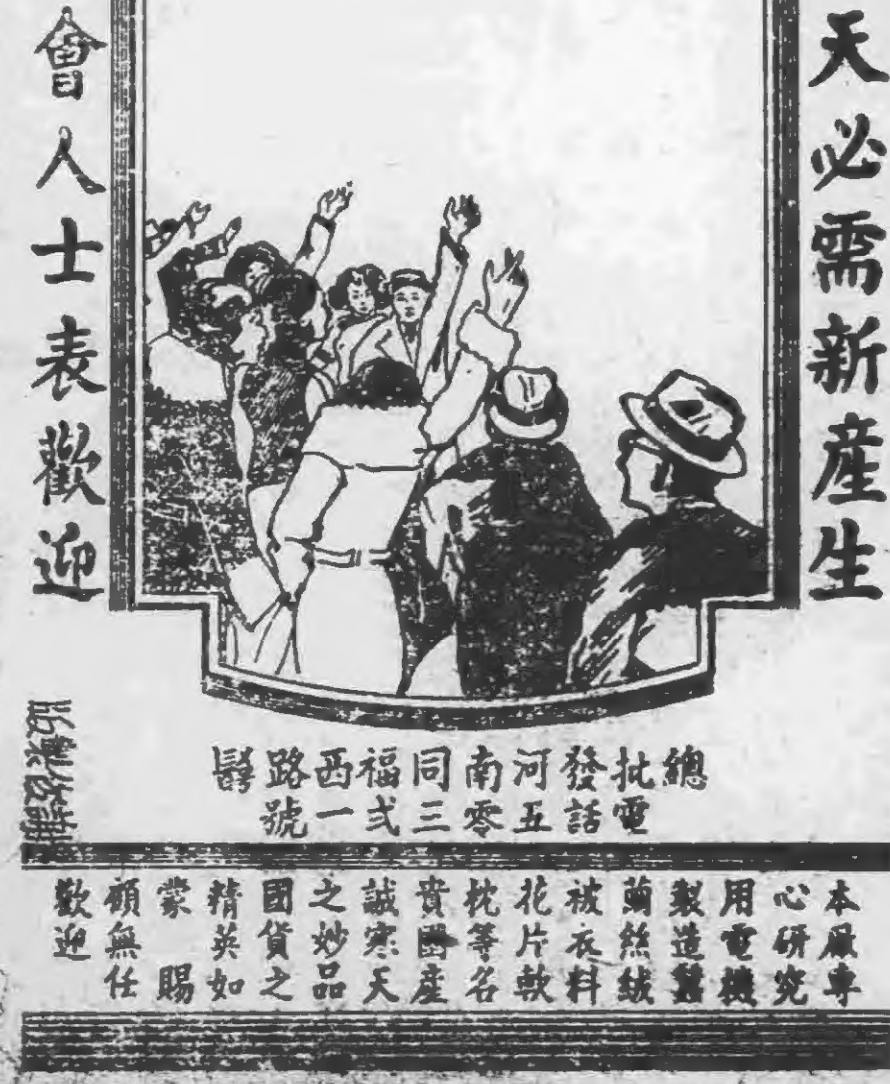 天必需新産生
會人士表歡迎
總批發河南同福西路
電話五零三弍一號
本厰專
心研究
用電機
製造蠶
繭絲絨
被衣料
花片軟
枕等名
貴國産
誠寒天
之妙品
國貨之
精英如
蒙 賜
顧無任
歡迎